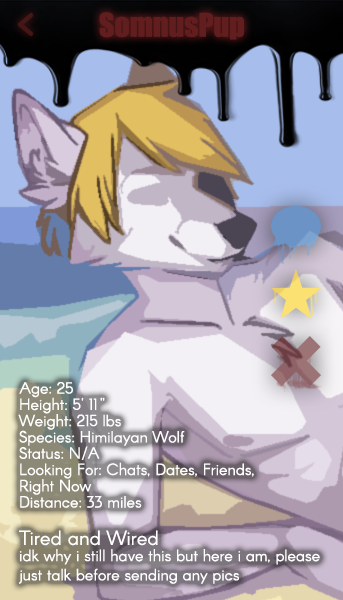 SomnusPup
Age: 25
Height: 5' 11"
Weight: 215 lbs
Species: Himilayan Wolf
Status: N/A
Looking For: Chats, Dates, Friends,
Right Now
Distance: 33 miles
Tired and Wired
idk why i still have this but here i am, please
just talk before sending any pics